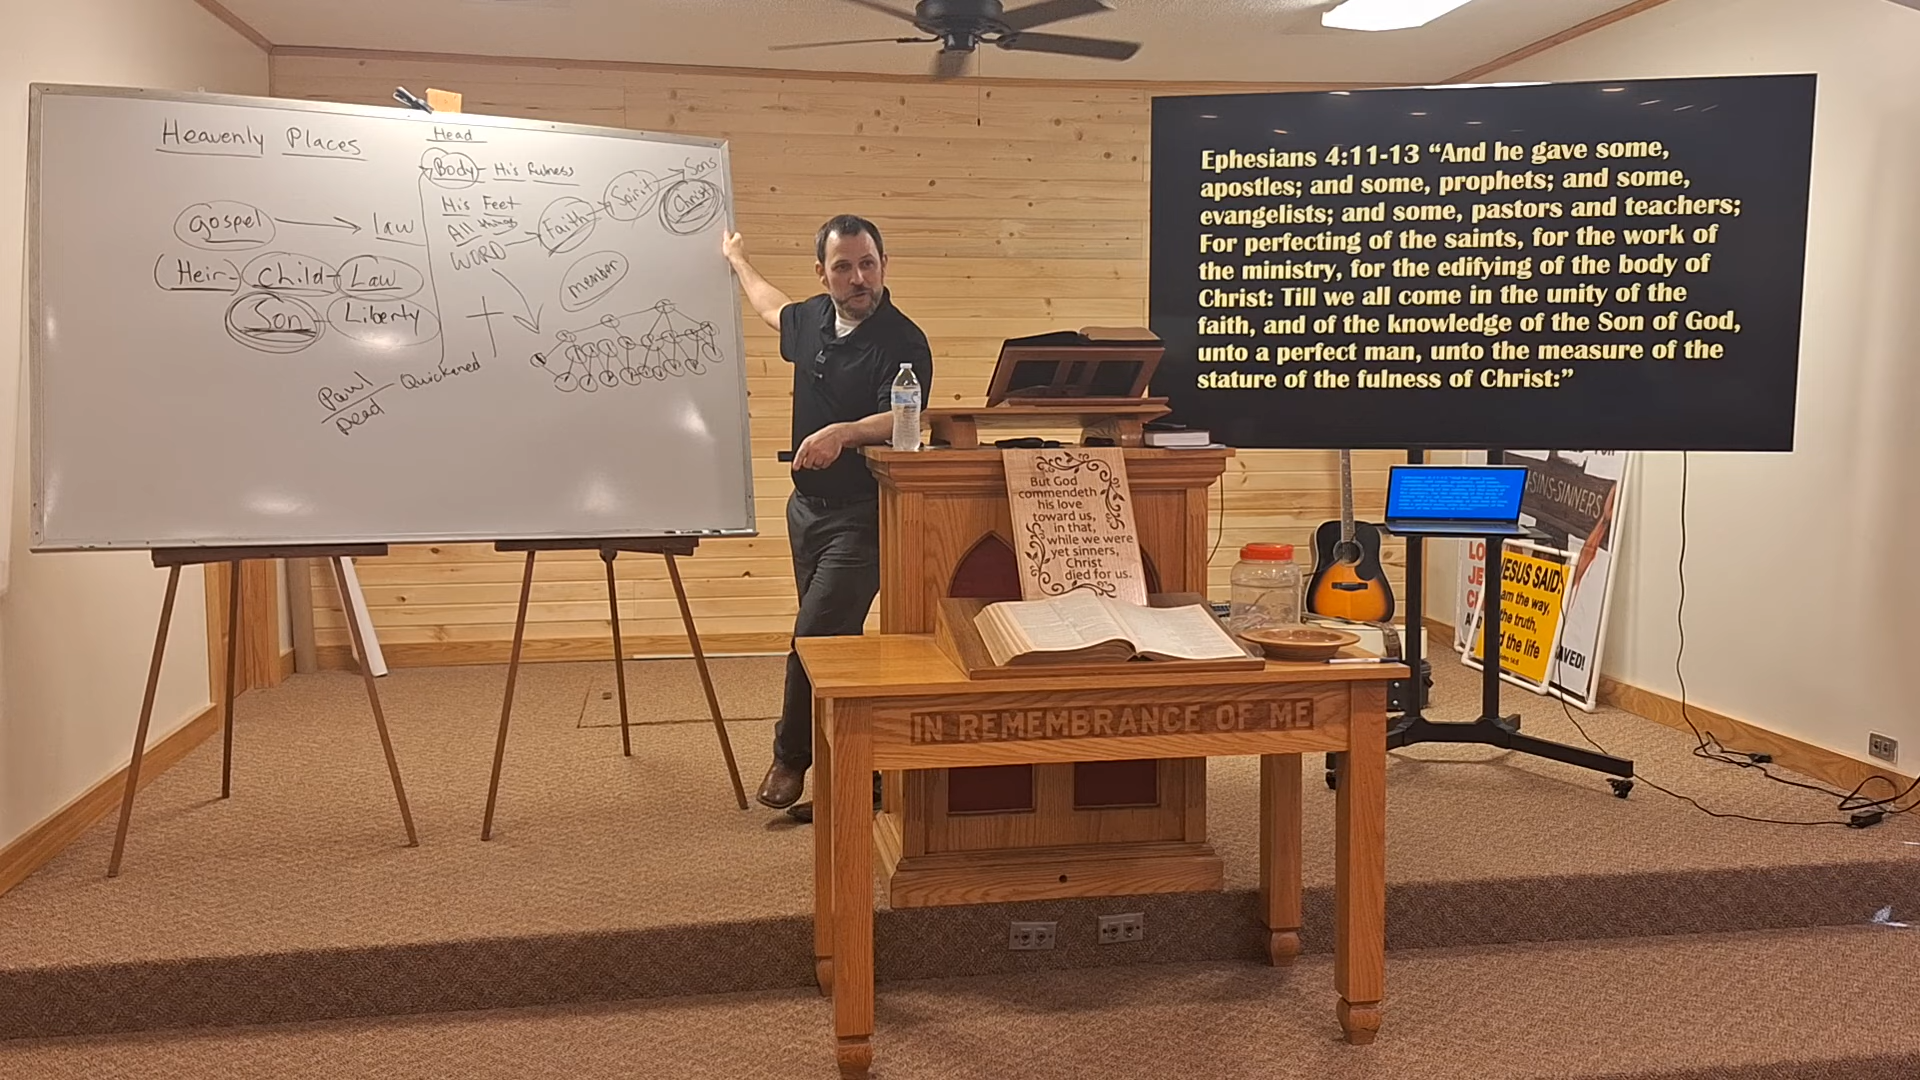 Heavenly Places
Head
Body - His fulness
His Feet
All things
WORD
Faith
Spirit
Sons
Christ
gospel
law
(Heir - Child - Law
Son - Liberty
member
Paul
Dead
Quickened
Ephesians 4:11-13 “And he gave some,
apostles; and some, prophets; and some,
evangelists; and some, pastors and teachers;
For perfecting of the saints, for the work of
the ministry, for the edifying of the body of
Christ: Till we all come in the unity of the
faith, and of the knowledge of the Son of God,
unto a perfect man, unto the measure of the
stature of the fulness of Christ:”
But God
commendeth
his love
toward us,
in that,
while we were
yet sinners,
Christ
died for us.
IN REMEMBRANCE OF ME
-SINS-SINNERS
JESUS SAID:
am the way,
the truth,
d the life
AVED!